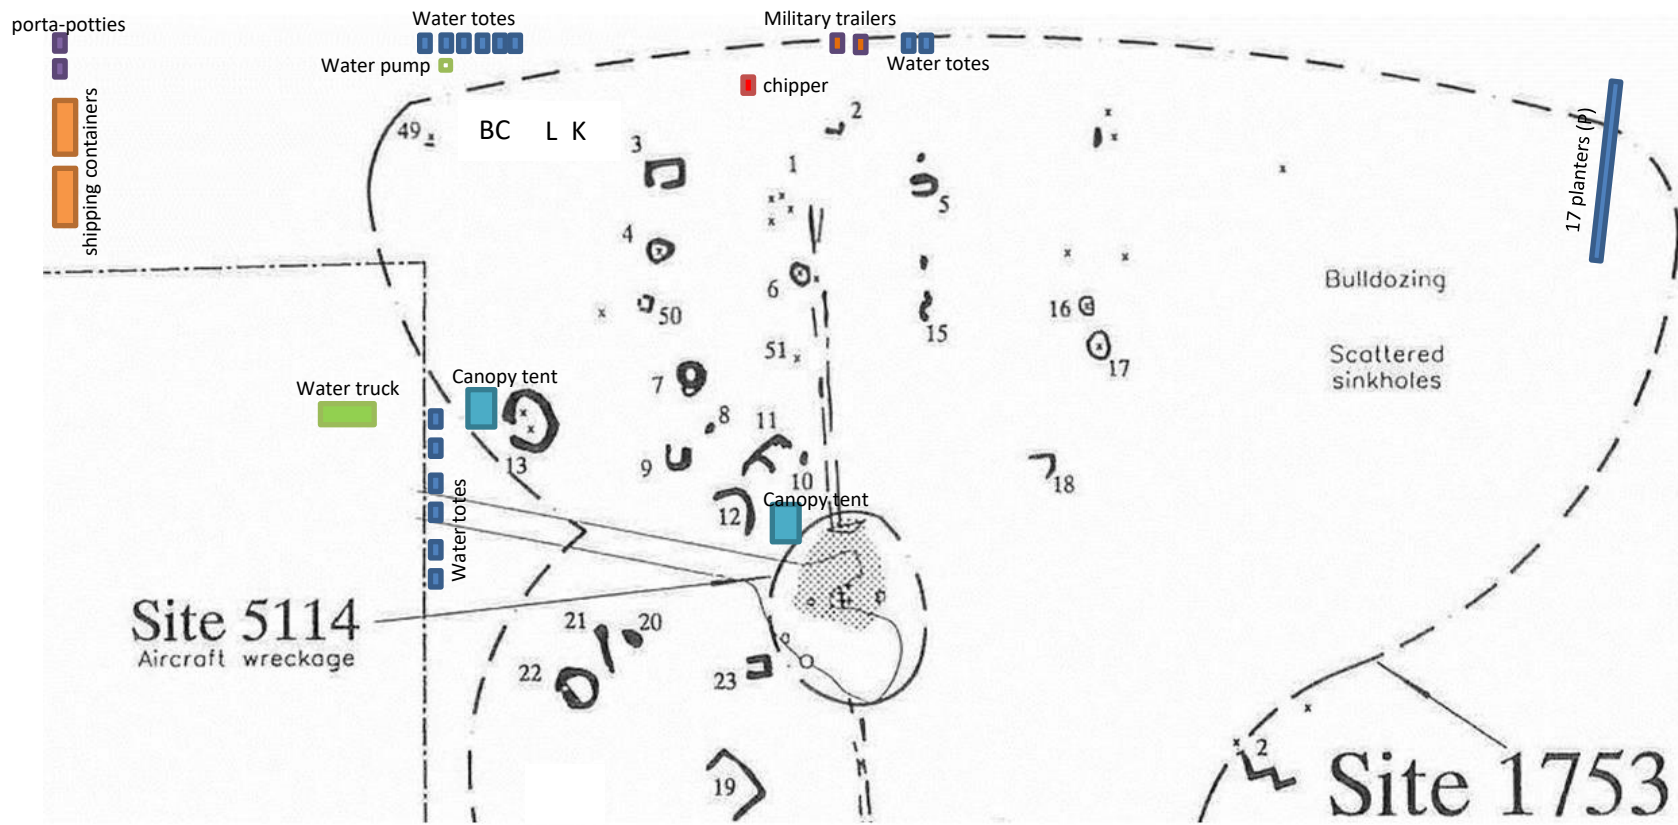 porta-potties
Water totes
Military trailers
Water pump
Water totes
chipper
shipping containers
49
BC L K
2
3
1
5
17 planters (P)
4
6
50
16
15
51
17
Bulldozing
Scattered
sinkholes
Water truck
Canopy tent
7
8
11
13
9
10
18
12
Canopy tent
Water totes
Site 5114
Aircraft wreckage
21
20
22
23
19
2
Site 1753